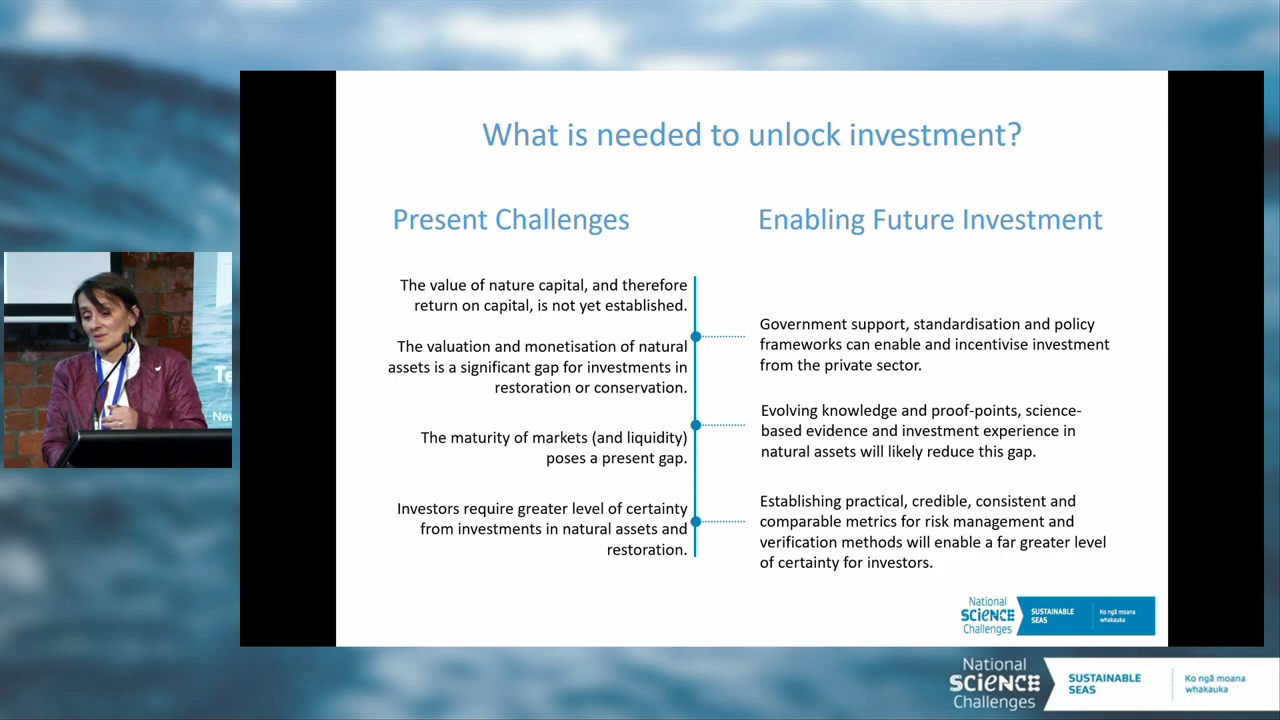 What is needed to unlock investment?
Present Challenges
The value of nature capital, and therefore
return on capital, is not yet established.
The valuation and monetisation of natural
assets is a significant gap for investments in
restoration or conservation.
The maturity of markets (and liquidity)
poses a present gap.
Investors require greater level of certainty
from investments in natural assets and
restoration.
Enabling Future Investment
Government support, standardisation and policy
frameworks can enable and incentivise investment
from the private sector.
Evolving knowledge and proof-points, science-
based evidence and investment experience in
natural assets will likely reduce this gap.
Establishing practical, credible, consistent and
comparable metrics for risk management and
verification methods will enable a far greater level
of certainty for investors.
National
SCIENCE
Challenges
SUSTAINABLE
SEAS
Ko ngā moana
whakauka
Te
New
National
SCIENCE
Challenges
SUSTAINABLE
SEAS
Ko ngā moana
whakauka